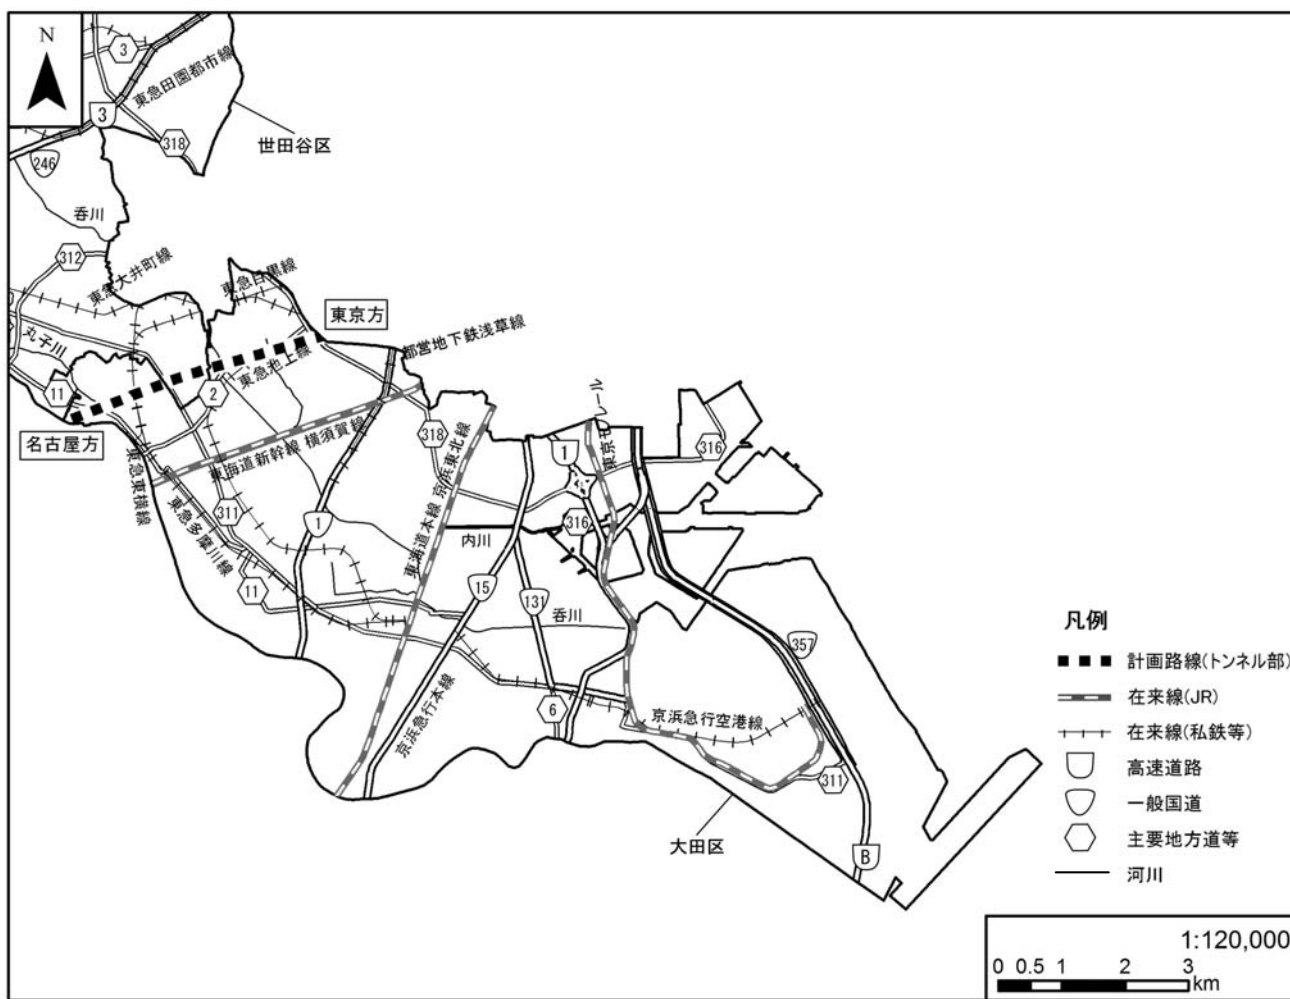 N
3
東急田園都市線
3
318
世田谷区
246
呑川
312
東急大井町線
東急目黒線
東京方
都営地下鉄浅草線
丸子川
東急池上線
11
2
名古屋方
東海道新幹線 横須賀線
東急東横線
東急多摩川線
311
1
318
東海道本線 京浜東北線
1
東京モノレール
316
316
内川
11
15
131
呑川
357
京浜急行本線
6
京浜急行空港線
311
大田区
B
凡例
計画路線(トンネル部)
在来線(JR)
在来線(私鉄等)
高速道路
一般国道
主要地方道等
河川
1:120,000
0 0.5 1 2 3
km